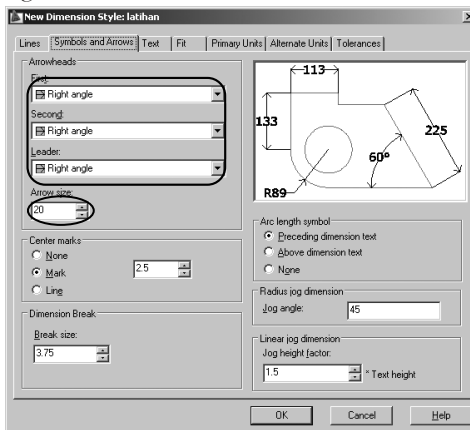 New Dimension Style: latihan
Lines Symbols and Arrows Text Fit Primary Units Alternate Units Tolerances
Arrowheads
First:
Right angle
Second:
Right angle
Leader:
Right angle
Arrow size:
20
Center marks
None
Mark
Line
2.5
Dimension Break
Break size:
3.75
113
133
225
60°
R89
Arc length symbol
Preceding dimension text
Above dimension text
None
Radius jog dimension
Jog angle: 45
Linear jog dimension
Jog height factor:
1.5 * Text height
OK Cancel Help